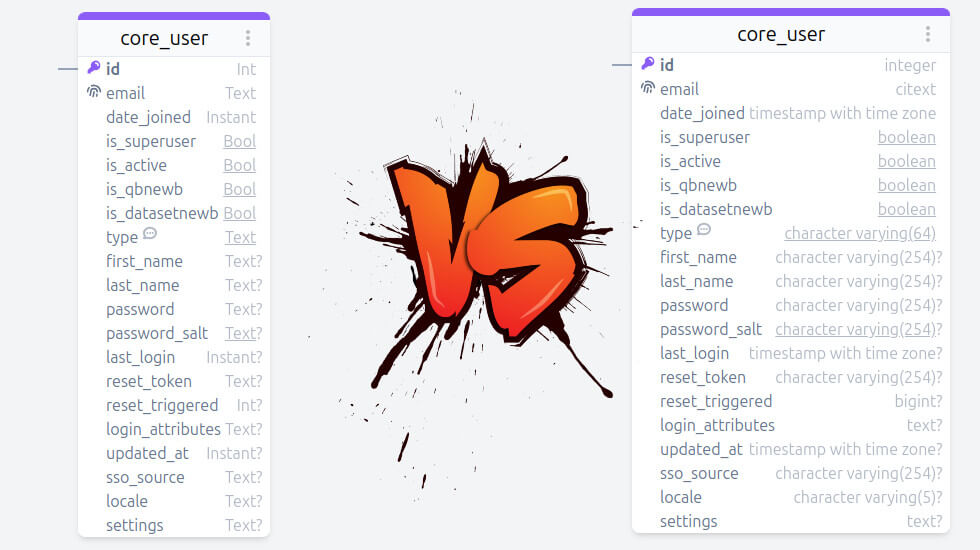 core_user
id Int
email Text
date_joined Instant
is_superuser Bool
is_active Bool
is_qbnewb Bool
is_datasetnewb Bool
type Text
first_name Text?
last_name Text?
password Text?
password_salt Text?
last_login Instant?
reset_token Text?
reset_triggered Int?
login_attributes Text?
updated_at Instant?
sso_source Text?
locale Text?
settings Text?
VS
core_user
id integer
email citext
date_joined timestamp with time zone
is_superuser boolean
is_active boolean
is_qbnewb boolean
is_datasetnewb boolean
type character varying(64)
first_name character varying(254)?
last_name character varying(254)?
password character varying(254)?
password_salt character varying(254)?
last_login timestamp with time zone?
reset_token character varying(254)?
reset_triggered bigint?
login_attributes text?
updated_at timestamp with time zone?
sso_source character varying(254)?
locale character varying(5)?
settings text?